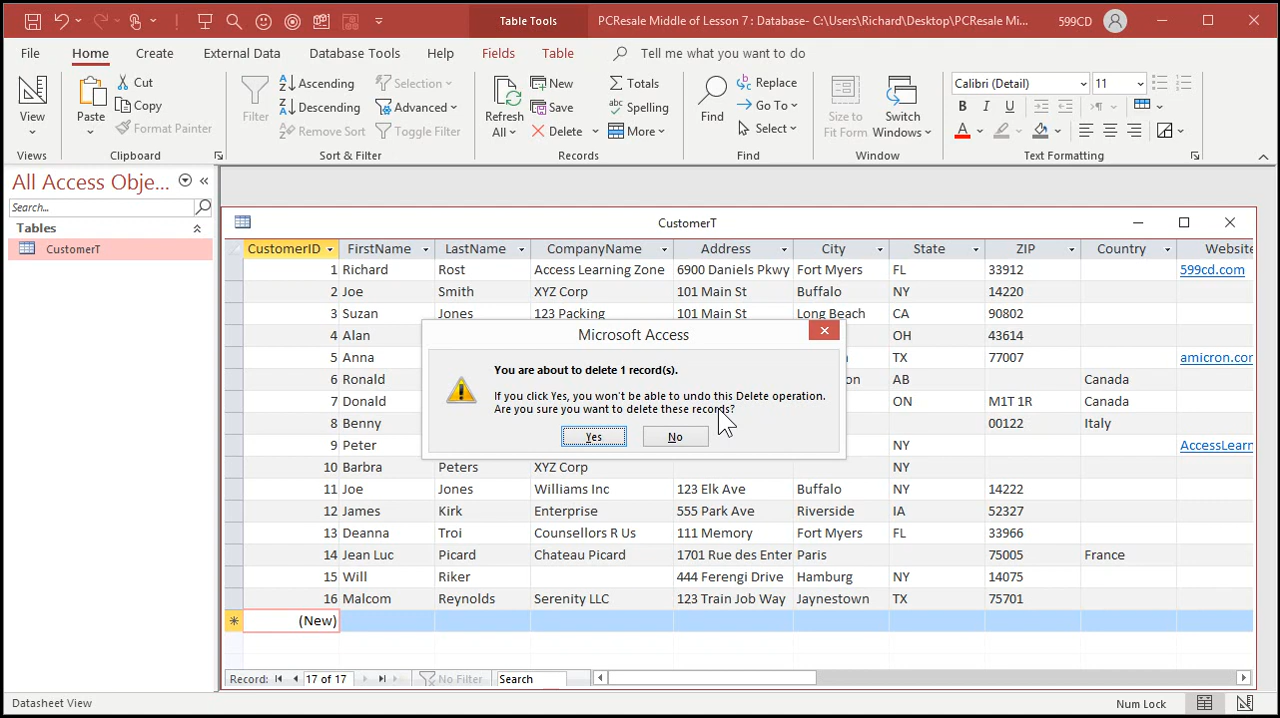 Table Tools
PCResale Middle of Lesson 7 : Database- C:\Users\Richard\Desktop\PCResale Mi...
599CD
File Home Create External Data Database Tools Help Fields Table Tell me what you want to do
View
Views
Paste
Cut
Copy
Format Painter
Clipboard
Filter
Ascending
Descending
Remove Sort
Selection
Advanced
Toggle Filter
Sort & Filter
Refresh
All
New
Save
Delete
Totals
Spelling
More
Records
Find
Replace
Go To
Select
Find
Size to
Fit Form
Switch
Windows
Window
Calibri (Detail) 11
B I U
A
Text Formatting
All Access Obje...
Search...
Tables
CustomerT
CustomerT
CustomerID FirstName LastName CompanyName Address City State ZIP Country Website
1 Richard Rost Access Learning Zone 6900 Daniels Pkwy Fort Myers FL 33912 599cd.com
2 Joe Smith XYZ Corp 101 Main St Buffalo NY 14220
3 Suzan Jones 123 Packing 101 Main St Long Beach CA 90802
4 Alan OH 43614
5 Anna TX 77007 amicron.com
6 Ronald on AB Canada
7 Donald ON M1T 1R Canada
8 Benny 00122 Italy
9 Peter NY AccessLearn
10 Barbra Peters XYZ Corp NY
11 Joe Jones Williams Inc 123 Elk Ave Buffalo NY 14222
12 James Kirk Enterprise 555 Park Ave Riverside IA 52327
13 Deanna Troi Counsellors R Us 111 Memory Fort Myers FL 33966
14 Jean Luc Picard Chateau Picard 1701 Rue des Enter Paris 75005 France
15 Will Riker 444 Ferengi Drive Hamburg NY 14075
16 Malcom Reynolds Serenity LLC 123 Train Job Way Jaynestown TX 75701
(New)
Microsoft Access
You are about to delete 1 record(s).
If you click Yes, you won't be able to undo this Delete operation.
Are you sure you want to delete these records?
Yes No
Record: 17 of 17 No Filter Search
Datasheet View
Num Lock